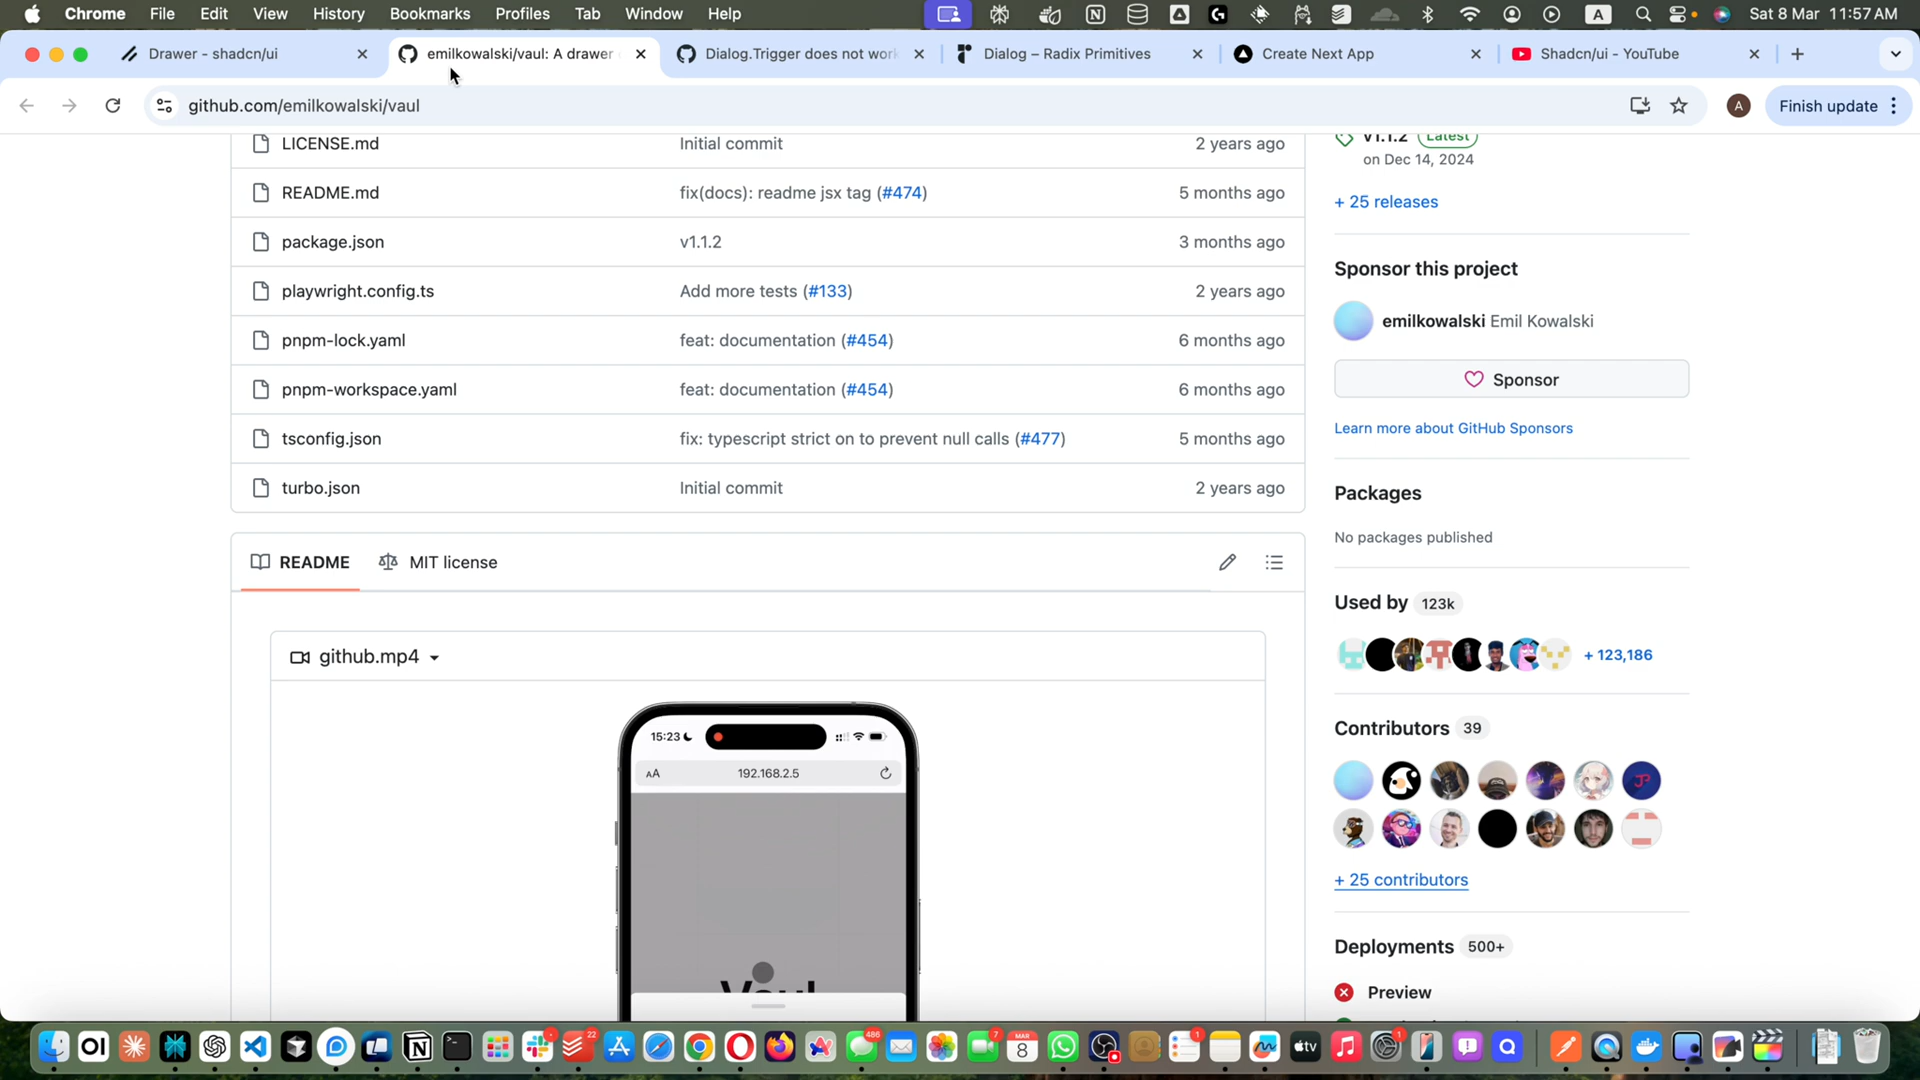 Chrome File Edit View History Bookmarks Profiles Tab Window Help Sat 8 Mar 11:57 AM
Drawer - shadcn/ui emilkowalski/vaul: A drawer Dialog.Trigger does not work Dialog – Radix Primitives Create Next App Shadcn/ui - YouTube
github.com/emilkowalski/vaul A Finish update
LICENSE.md Initial commit 2 years ago
README.md fix(docs): readme jsx tag (#474) 5 months ago
package.json v1.1.2 3 months ago
playwright.config.ts Add more tests (#133) 2 years ago
pnpm-lock.yaml feat: documentation (#454) 6 months ago
pnpm-workspace.yaml feat: documentation (#454) 6 months ago
tsconfig.json fix: typescript strict on to prevent null calls (#477) 5 months ago
turbo.json Initial commit 2 years ago
README MIT license
github.mp4
15:23
AA 192.168.2.5
Vaul
v1.1.2 Latest
on Dec 14, 2024
+ 25 releases
Sponsor this project
emilkowalski Emil Kowalski
Sponsor
Learn more about GitHub Sponsors
Packages
No packages published
Used by 123k
+ 123,186
Contributors 39
+ 25 contributors
Deployments 500+
Preview